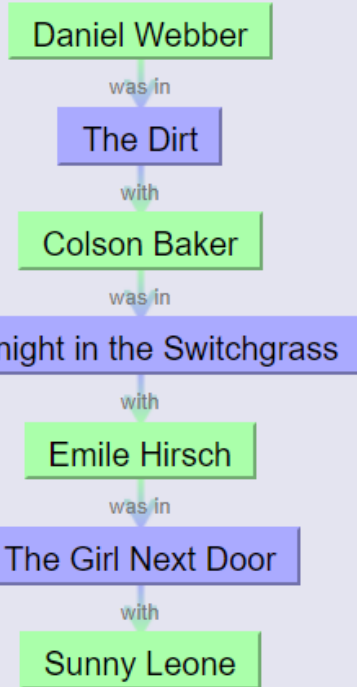 Daniel Webber
was in
The Dirt
with
Colson Baker
was in
night in the Switchgrass
with
Emile Hirsch
was in
The Girl Next Door
with
Sunny Leone